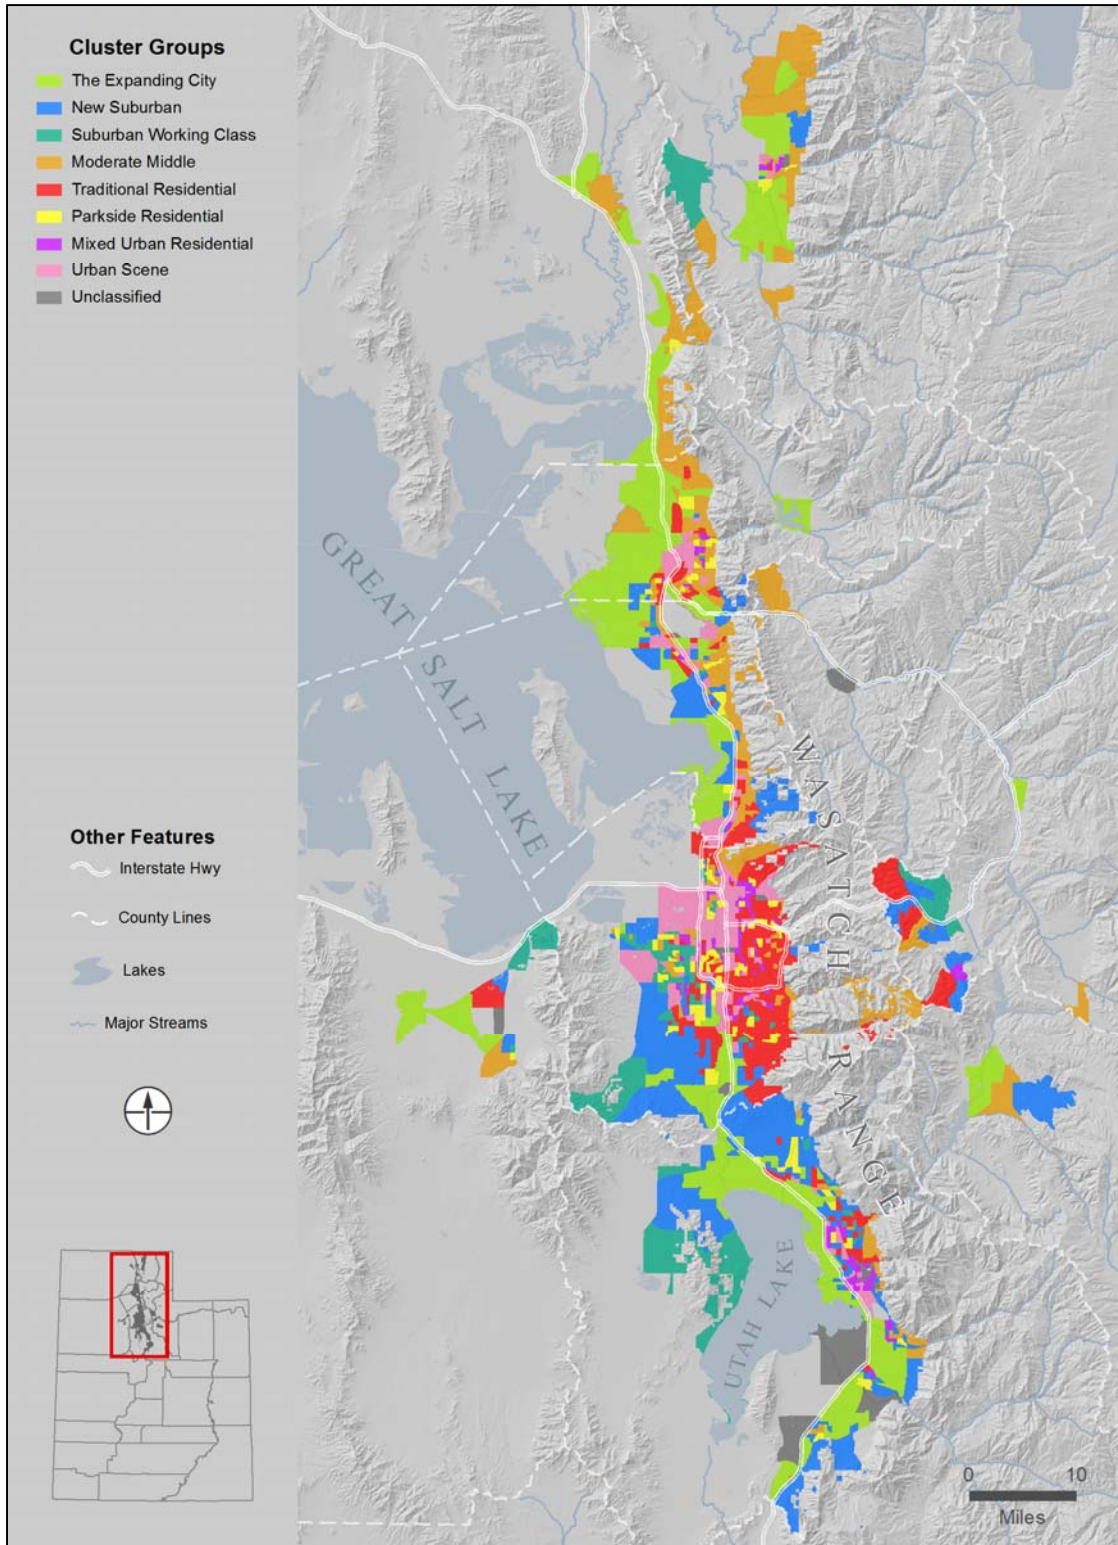 Cluster Groups
The Expanding City
New Suburban
Suburban Working Class
Moderate Middle
Traditional Residential
Parkside Residential
Mixed Urban Residential
Urban Scene
Unclassified
GREAT SALT LAKE
WASATCH RANGE
Other Features
Interstate Hwy
County Lines
Lakes
Major Streams
UTAH LAKE
0 10
Miles